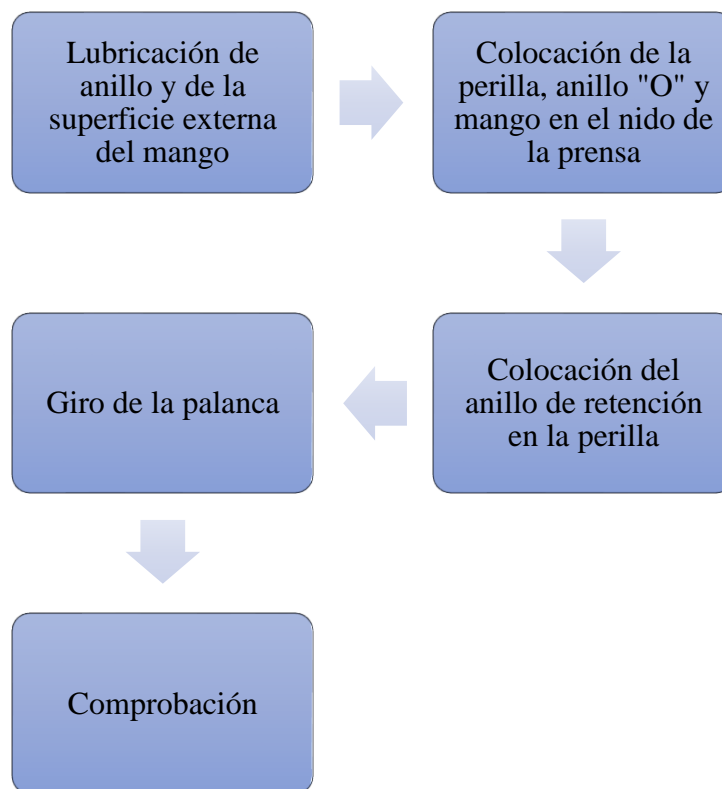 Lubricación de
anillo y de la
superficie externa
del mango
Colocación de la
perilla, anillo "O" y
mango en el nido de
la prensa
Colocación del
anillo de retención
en la perilla
Giro de la palanca
Comprobación